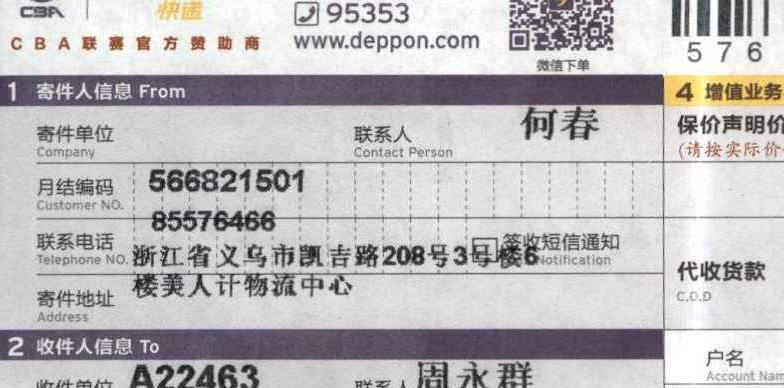 CBA
快递
95353
CBA联赛官方赞助商
www.deppon.com
微信下单
576
1 寄件人信息 From
4 增值业务
寄件单位
Company
联系人
Contact Person
何春
保价声明价
(请按实际价
月结编码
Customer NO.
566821501
85576466
联系电话
Telephone NO.
签收短信通知
Notification
浙江省义乌市凯吉路208号3号楼6
楼美人计物流中心
代收货款
C.O.D
寄件地址
Address
2 收件人信息 To
户名
Account Nam
收件单位
A22463
联系人
周永群